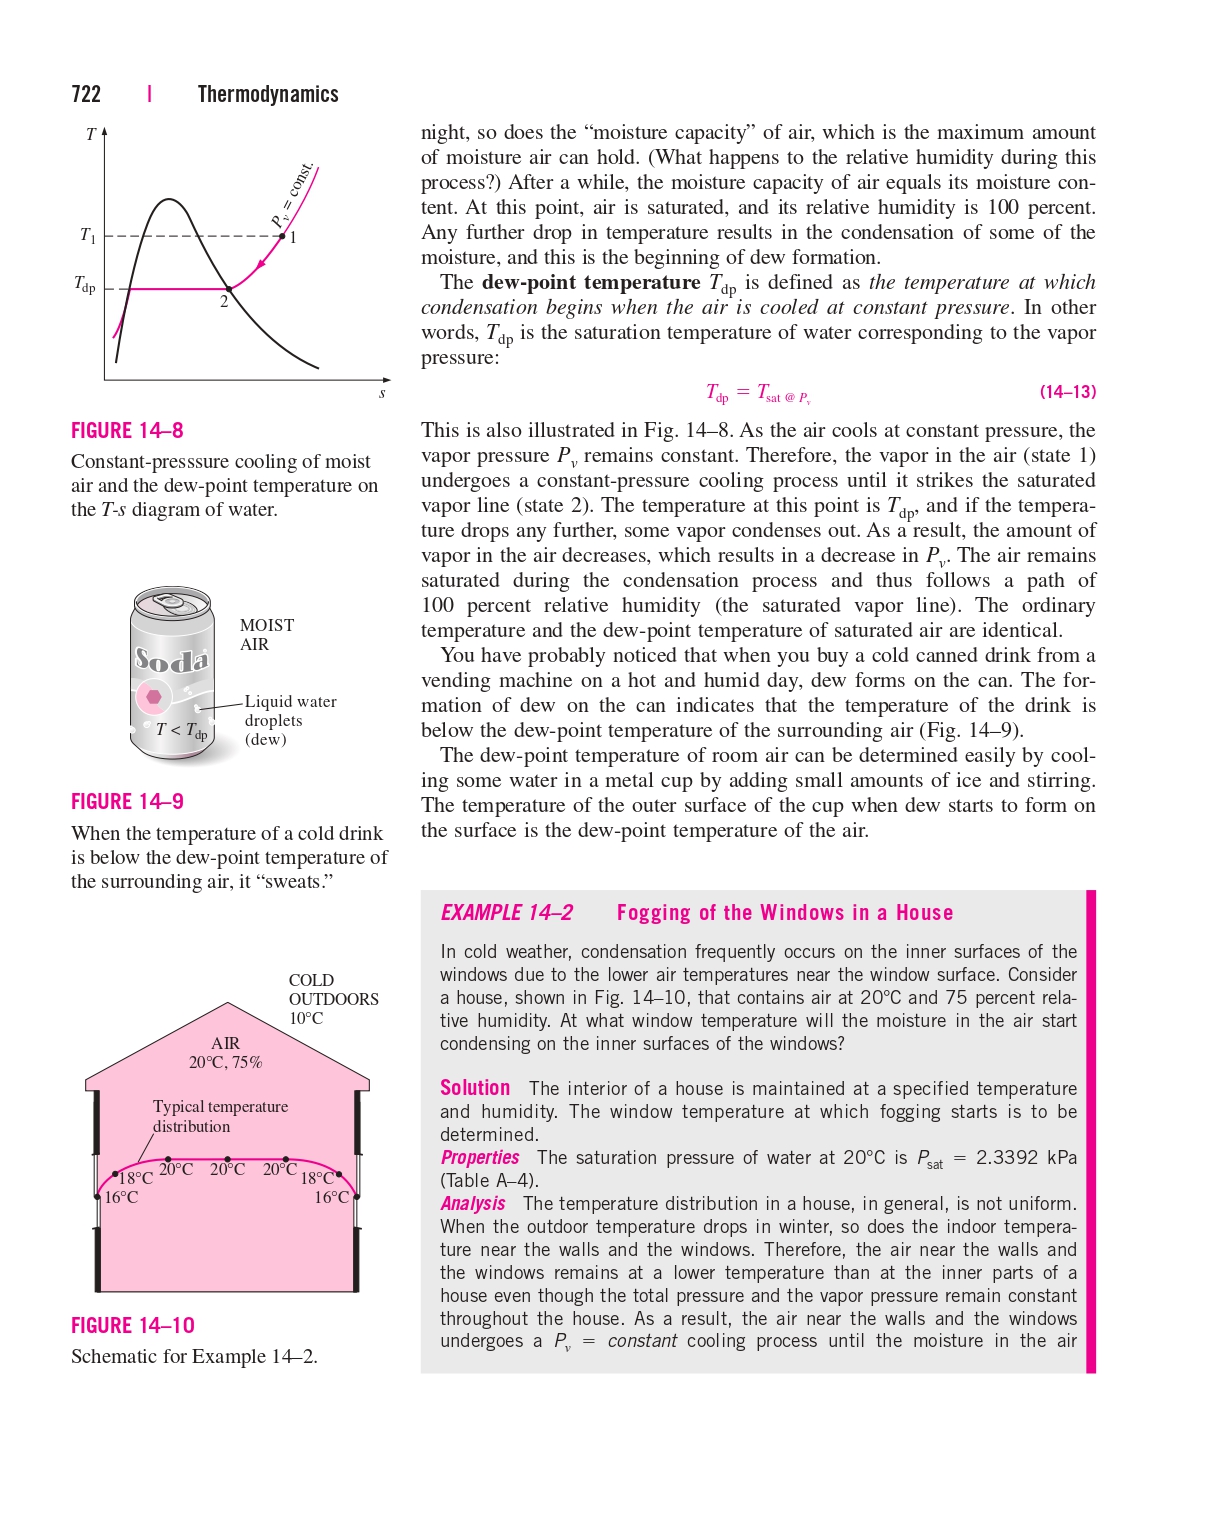 722 | Thermodynamics
T
P_v = const.
T_1
1
T_dp
2
s
FIGURE 14–8
Constant-presssure cooling of moist
air and the dew-point temperature on
the T-s diagram of water.
MOIST
AIR
Soda
Liquid water
droplets
(dew)
T < T_dp
FIGURE 14–9
When the temperature of a cold drink
is below the dew-point temperature of
the surrounding air, it “sweats.”
COLD
OUTDOORS
10°C
AIR
20°C, 75%
Typical temperature
distribution
20°C 20°C 20°C
18°C 18°C
16°C 16°C
FIGURE 14–10
Schematic for Example 14–2.
night, so does the “moisture capacity” of air, which is the maximum amount
of moisture air can hold. (What happens to the relative humidity during this
process?) After a while, the moisture capacity of air equals its moisture con-
tent. At this point, air is saturated, and its relative humidity is 100 percent.
Any further drop in temperature results in the condensation of some of the
moisture, and this is the beginning of dew formation.
The dew-point temperature T_dp is defined as the temperature at which
condensation begins when the air is cooled at constant pressure. In other
words, T_dp is the saturation temperature of water corresponding to the vapor
pressure:
T_dp = T_sat @ P_v (14–13)
This is also illustrated in Fig. 14–8. As the air cools at constant pressure, the
vapor pressure P_v remains constant. Therefore, the vapor in the air (state 1)
undergoes a constant-pressure cooling process until it strikes the saturated
vapor line (state 2). The temperature at this point is T_dp, and if the tempera-
ture drops any further, some vapor condenses out. As a result, the amount of
vapor in the air decreases, which results in a decrease in P_v. The air remains
saturated during the condensation process and thus follows a path of
100 percent relative humidity (the saturated vapor line). The ordinary
temperature and the dew-point temperature of saturated air are identical.
You have probably noticed that when you buy a cold canned drink from a
vending machine on a hot and humid day, dew forms on the can. The for-
mation of dew on the can indicates that the temperature of the drink is
below the dew-point temperature of the surrounding air (Fig. 14–9).
The dew-point temperature of room air can be determined easily by cool-
ing some water in a metal cup by adding small amounts of ice and stirring.
The temperature of the outer surface of the cup when dew starts to form on
the surface is the dew-point temperature of the air.
EXAMPLE 14–2 Fogging of the Windows in a House
In cold weather, condensation frequently occurs on the inner surfaces of the
windows due to the lower air temperatures near the window surface. Consider
a house, shown in Fig. 14–10, that contains air at 20°C and 75 percent rela-
tive humidity. At what window temperature will the moisture in the air start
condensing on the inner surfaces of the windows?
Solution The interior of a house is maintained at a specified temperature
and humidity. The window temperature at which fogging starts is to be
determined.
Properties The saturation pressure of water at 20°C is P_sat = 2.3392 kPa
(Table A–4).
Analysis The temperature distribution in a house, in general, is not uniform.
When the outdoor temperature drops in winter, so does the indoor tempera-
ture near the walls and the windows. Therefore, the air near the walls and
the windows remains at a lower temperature than at the inner parts of a
house even though the total pressure and the vapor pressure remain constant
throughout the house. As a result, the air near the walls and the windows
undergoes a P_v = constant cooling process until the moisture in the air